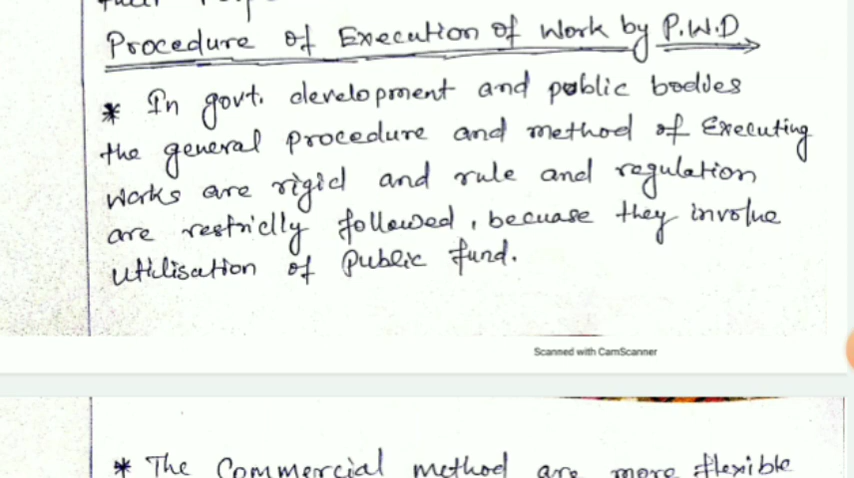 Procedure of Execution of Work by P.W.D
* In govt. development and public boddes
the general procedure and method of Executing
Works are rigid and rule and regulation
are restriclly followed, becuase they involve
utilisation of Public fund.
Scanned with CamScanner
* The Commercial method are more flexible